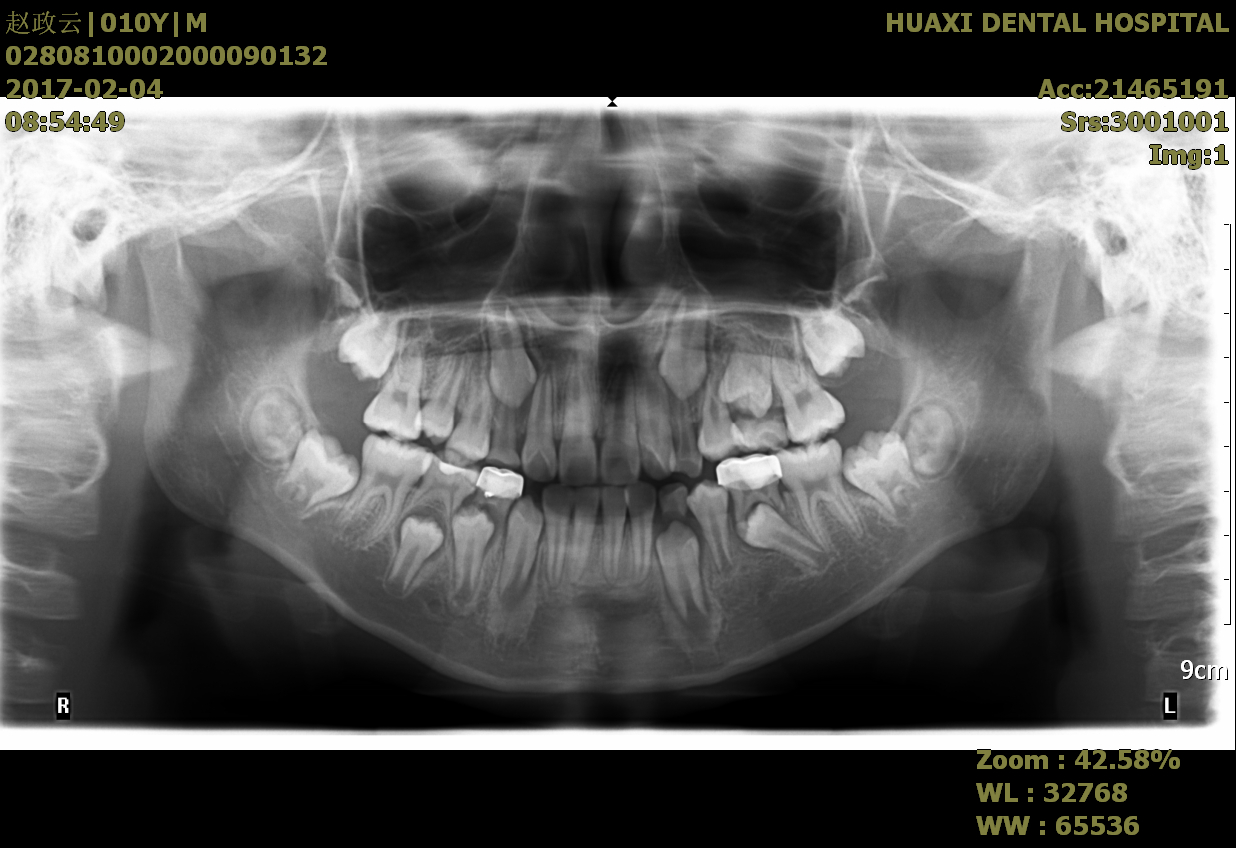 赵政云|010Y|M
0280810002000090132
2017-02-04
08:54:49
HUAXI DENTAL HOSPITAL
Acc:21465191
Srs:3001001
Img:1
9cm
R
L
Zoom : 42.58%
WL : 32768
WW : 65536